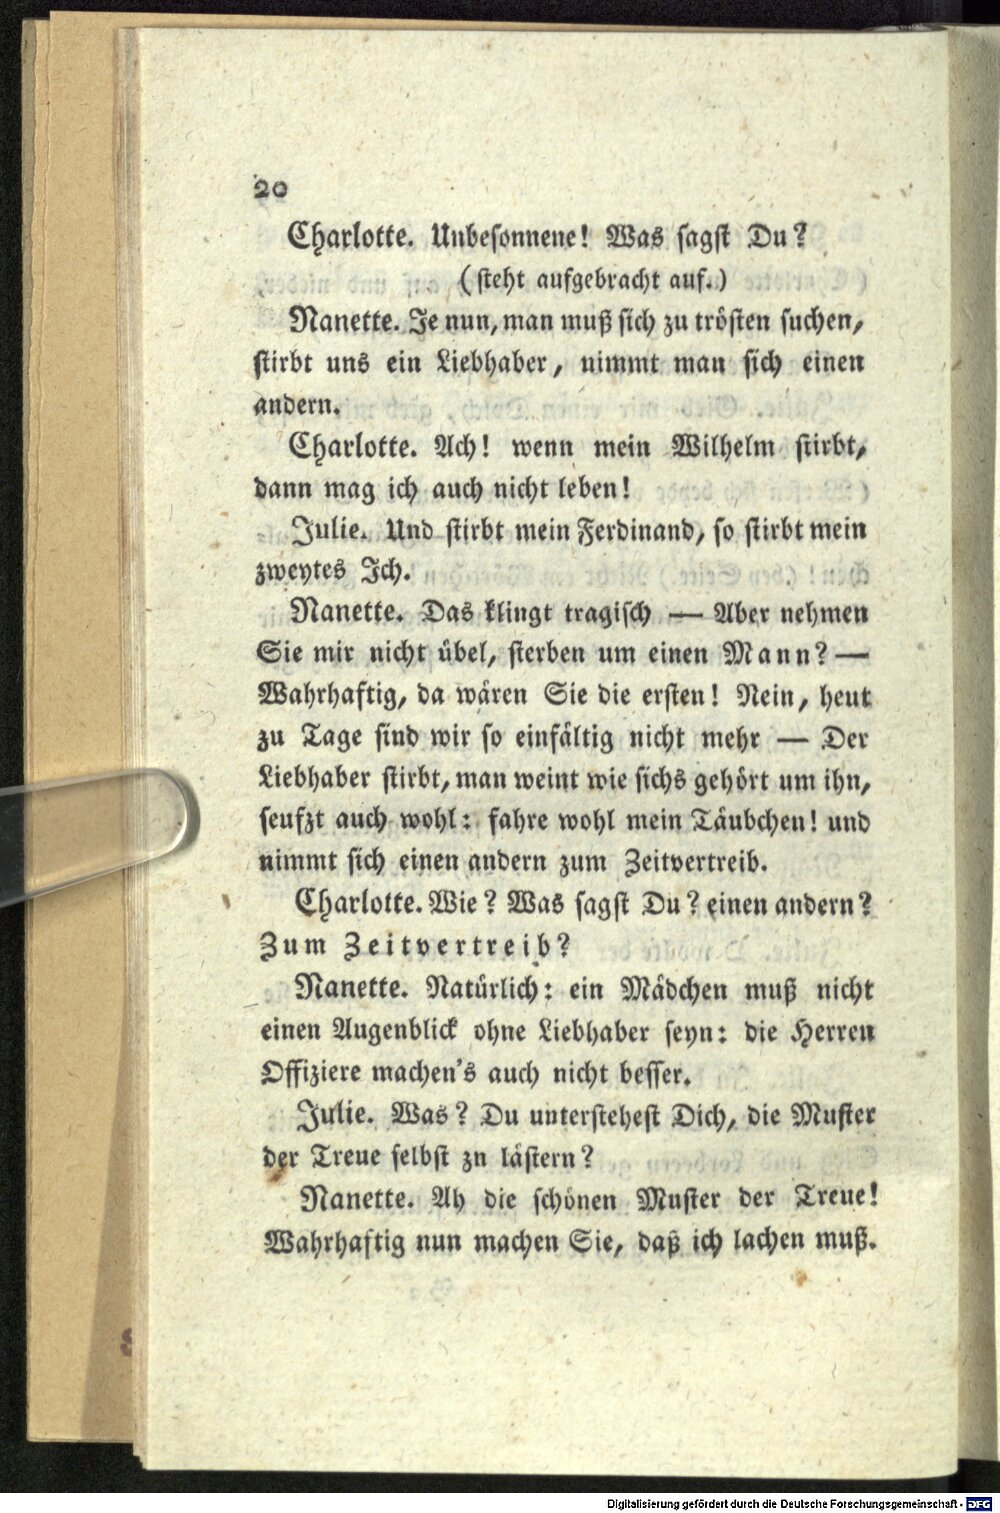 20
Charlotte. Unbesonnene! Was sagst Du?
(steht aufgebracht auf.)
Nanette. Je nun, man muß sich zu trösten suchen,
stirbt uns ein Liebhaber, nimmt man sich einen
andern.
Charlotte. Ach! wenn mein Wilhelm stirbt,
dann mag ich auch nicht leben!
Julie. Und stirbt mein Ferdinand, so stirbt mein
zweytes Ich.
Nanette. Das klingt tragisch — Aber nehmen
Sie mir nicht übel, sterben um einen Mann? —
Wahrhaftig, da wären Sie die ersten! Nein, heut
zu Tage sind wir so einfältig nicht mehr — Der
Liebhaber stirbt, man weint wie sichs gehört um ihn,
seufzt auch wohl: fahre wohl mein Täubchen! und
nimmt sich einen andern zum Zeitvertreib.
Charlotte. Wie? Was sagst Du? einen andern?
Zum Zeitvertreib?
Nanette. Natürlich: ein Mädchen muß nicht
einen Augenblick ohne Liebhaber seyn: die Herren
Offiziere machen's auch nicht besser.
Julie. Was? Du unterstehest Dich, die Muster
der Treue selbst zu lästern?
Nanette. Ah die schönen Muster der Treue!
Wahrhaftig nun machen Sie, daß ich lachen muß.
Digitalisierung gefördert durch die Deutsche Forschungsgemeinschaft - DFG